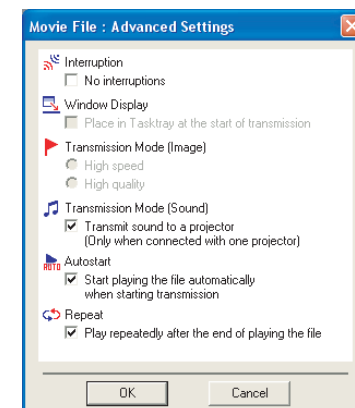 Movie File : Advanced Settings
Interruption
No interruptions
Window Display
Place in Tasktray at the start of transmission
Transmission Mode (Image)
High speed
High quality
Transmission Mode (Sound)
Transmit sound to a projector
(Only when connected with one projector)
AUTO
Autostart
Start playing the file automatically
when starting transmission
Repeat
Play repeatedly after the end of playing the file
OK
Cancel